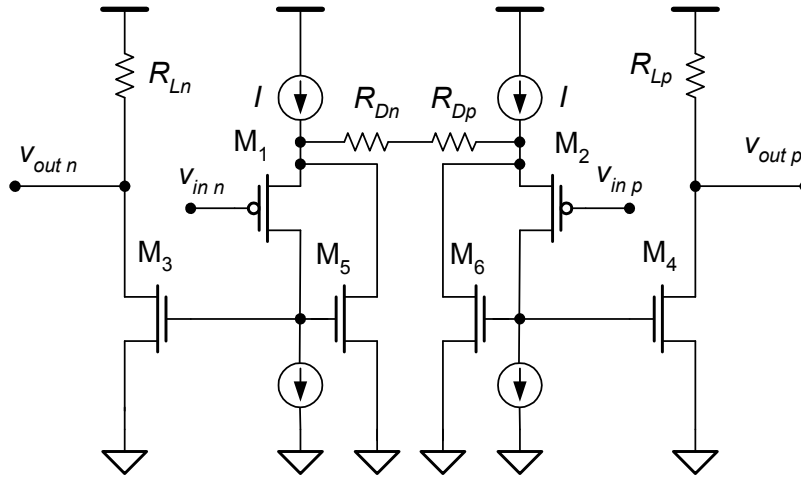 R_Ln
I
R_Dn
R_Dp
I
R_Lp
M_1
M_2
v_out n
v_in n
v_in p
v_out p
M_3
M_5
M_6
M_4